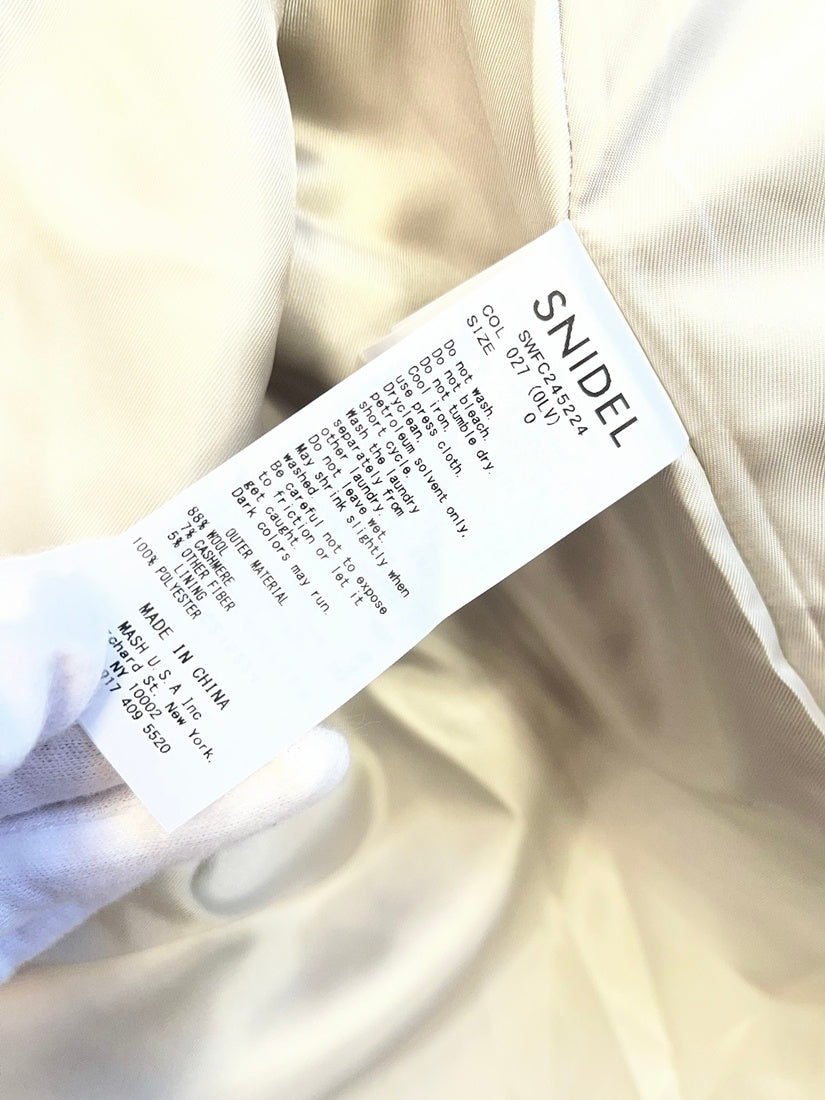 SNIDEL
SWFC245224
COL 027 (OLV)
SIZE 0
Do not wash.
Do not bleach.
Do not tumble dry.
Cool iron.
use press cloth.
Dryclean.
petroleum solvent only.
short cycle.
Wash the laundry
separately from
other laundry.
Do not leave wet.
May shrink slightly when
washed
Be careful not to expose
to friction or let it
get caught.
Dark colors may run.
OUTER MATERIAL
88% WOOL
7% CASHMERE
5% OTHER FIBER
LINING
100% POLYESTER
MADE IN CHINA
MASH U.S.A Inc
chard St. New York.
NY 10002
917 409 5520